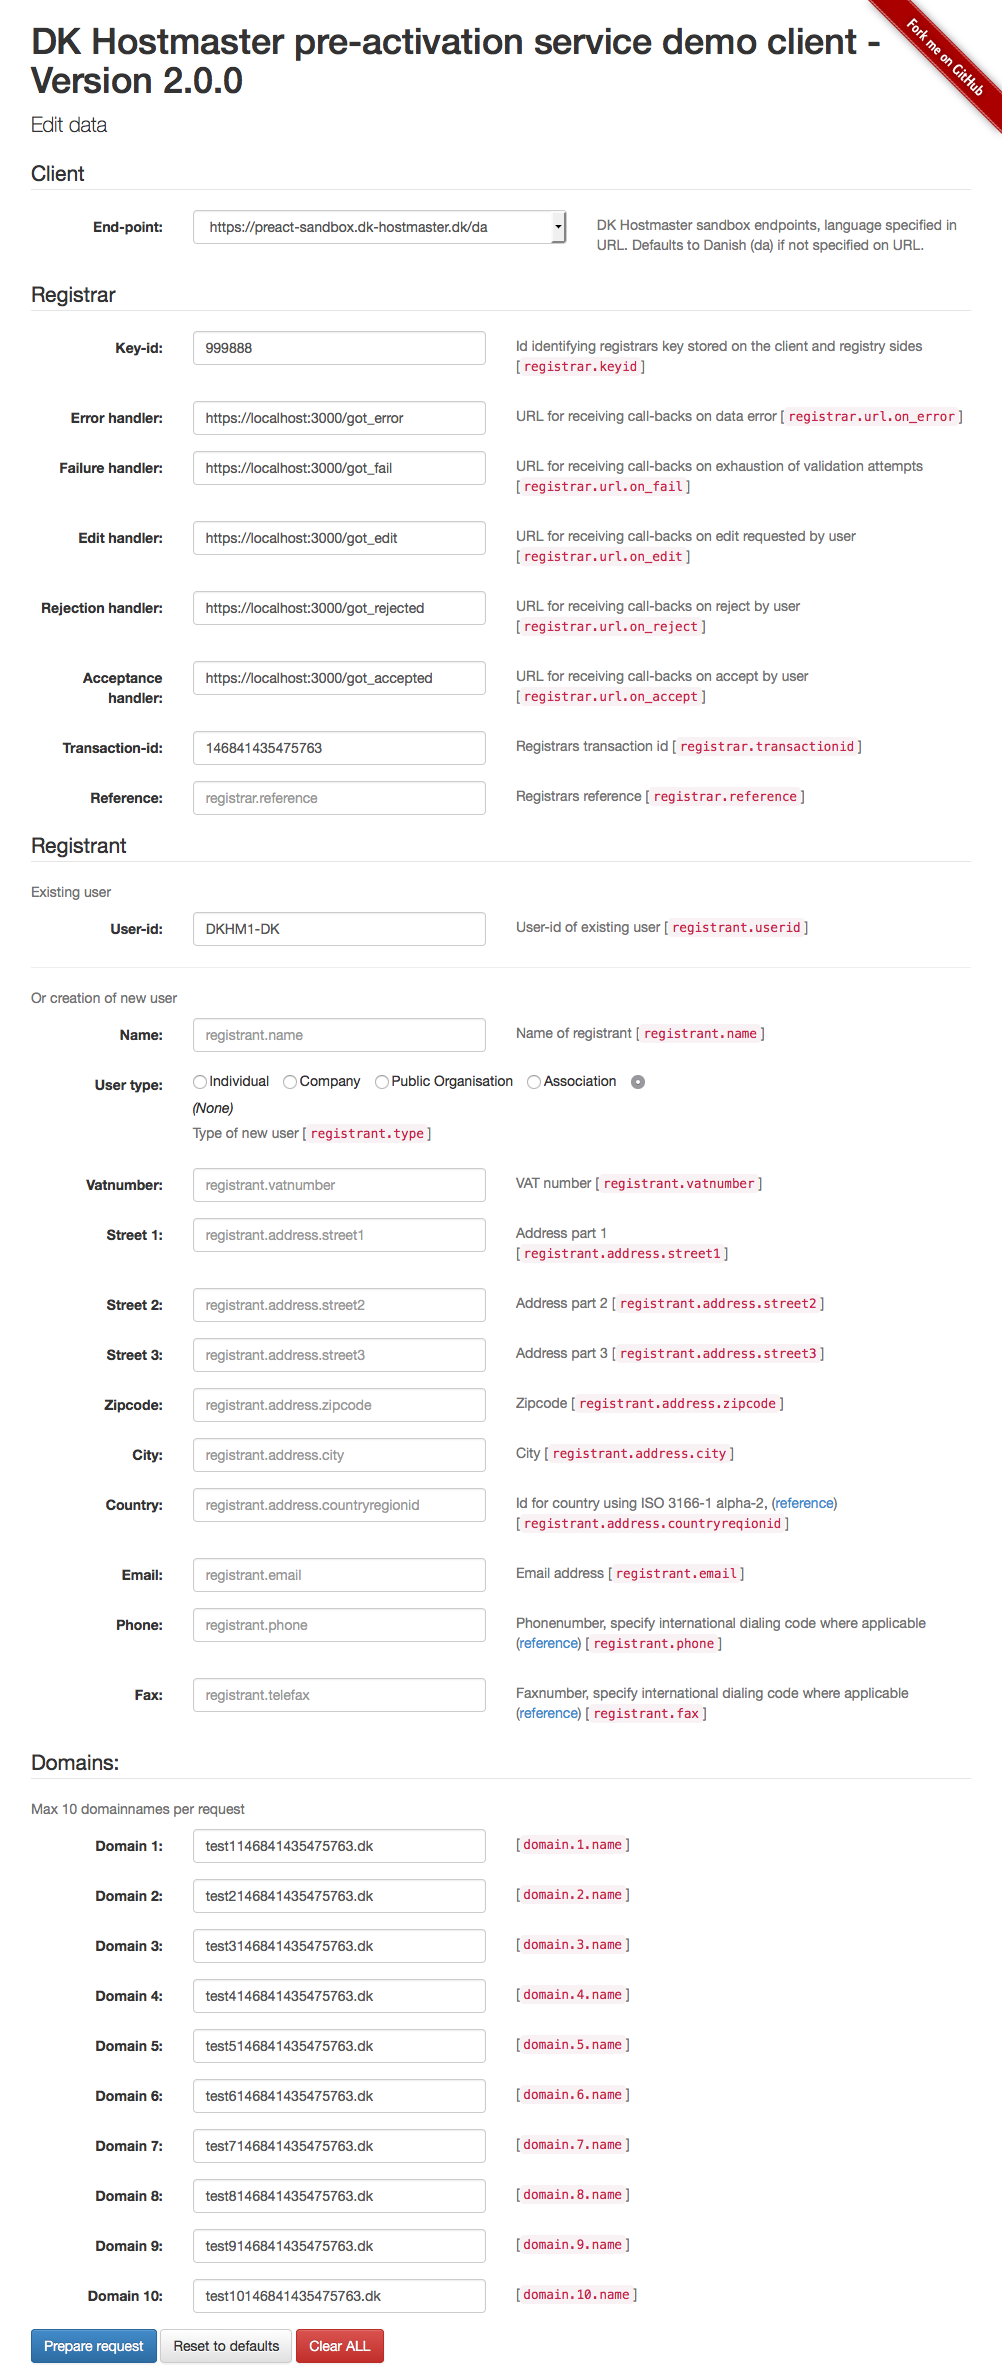 DK Hostmaster pre-activation service demo client -
Version 2.0.0
Fork me on GitHub
Edit data
Client
End-point: https://preact-sandbox.dk-hostmaster.dk/da DK Hostmaster sandbox endpoints, language specified in
URL. Defaults to Danish (da) if not specified on URL.
Registrar
Key-id: 999888 Id identifying registrars key stored on the client and registry sides
[ registrar.keyid ]
Error handler: https://localhost:3000/got_error URL for receiving call-backs on data error [ registrar.url.on_error ]
Failure handler: https://localhost:3000/got_fail URL for receiving call-backs on exhaustion of validation attempts
[ registrar.url.on_fail ]
Edit handler: https://localhost:3000/got_edit URL for receiving call-backs on edit requested by user
[ registrar.url.on_edit ]
Rejection handler: https://localhost:3000/got_rejected URL for receiving call-backs on reject by user
[ registrar.url.on_reject ]
Acceptance https://localhost:3000/got_accepted URL for receiving call-backs on accept by user
handler: [ registrar.url.on_accept ]
Transaction-id: 146841435475763 Registrars transaction id [ registrar.transactionid ]
Reference: registrar.reference Registrars reference [ registrar.reference ]
Registrant
Existing user
User-id: DKHM1-DK User-id of existing user [ registrant.userid ]
Or creation of new user
Name: registrant.name Name of registrant [ registrant.name ]
User type: Individual Company Public Organisation Association
(None)
Type of new user [ registrant.type ]
Vatnumber: registrant.vatnumber VAT number [ registrant.vatnumber ]
Street 1: registrant.address.street1 Address part 1
[ registrant.address.street1 ]
Street 2: registrant.address.street2 Address part 2 [ registrant.address.street2 ]
Street 3: registrant.address.street3 Address part 3 [ registrant.address.street3 ]
Zipcode: registrant.address.zipcode Zipcode [ registrant.address.zipcode ]
City: registrant.address.city City [ registrant.address.city ]
Country: registrant.address.countryregionid Id for country using ISO 3166-1 alpha-2, (reference)
[ registrant.address.countryreqionid ]
Email: registrant.email Email address [ registrant.email ]
Phone: registrant.phone Phonenumber, specify international dialing code where applicable
(reference) [ registrant.phone ]
Fax: registrant.telefax Faxnumber, specify international dialing code where applicable
(reference) [ registrant.fax ]
Domains:
Max 10 domainnames per request
Domain 1: test1146841435475763.dk [ domain.1.name ]
Domain 2: test2146841435475763.dk [ domain.2.name ]
Domain 3: test3146841435475763.dk [ domain.3.name ]
Domain 4: test4146841435475763.dk [ domain.4.name ]
Domain 5: test5146841435475763.dk [ domain.5.name ]
Domain 6: test6146841435475763.dk [ domain.6.name ]
Domain 7: test7146841435475763.dk [ domain.7.name ]
Domain 8: test8146841435475763.dk [ domain.8.name ]
Domain 9: test9146841435475763.dk [ domain.9.name ]
Domain 10: test10146841435475763.dk [ domain.10.name ]
Prepare request Reset to defaults Clear ALL